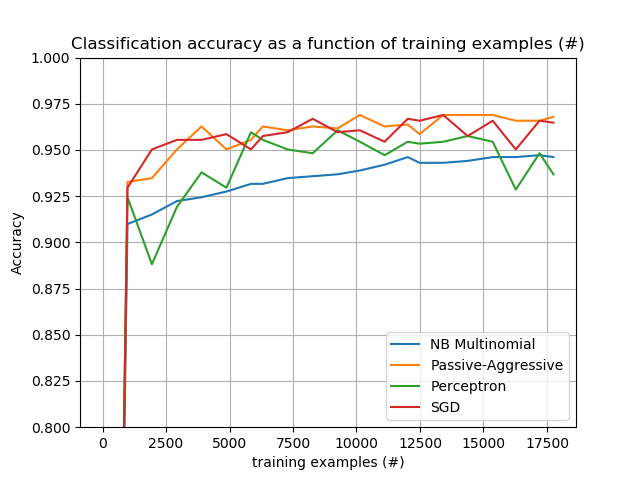 Classification accuracy as a function of training examples (#)
1.000
0.975
0.950
0.925
0.900
0.875
0.850
0.825
0.800
Accuracy
NB Multinomial
Passive-Aggressive
Perceptron
SGD
0 2500 5000 7500 10000 12500 15000 17500
training examples (#)